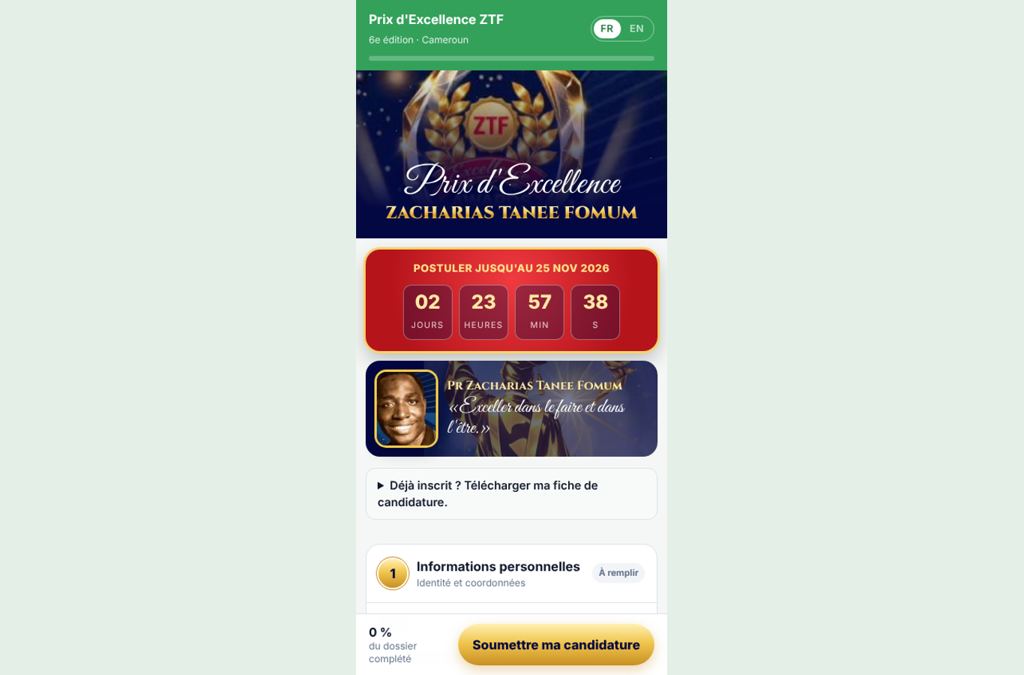 Prix d'Excellence ZTF
6e édition · Cameroun
FR EN
ZTF
Prix d'Excellence
ZACHARIAS TANEE FOMUM
POSTULER JUSQU'AU 25 NOV 2026
02 23 57 38
JOURS HEURES MIN S
PR ZACHARIAS TANEE FOMUM
«Exceller dans le faire et dans
l'être.»
Déjà inscrit ? Télécharger ma fiche de
candidature.
1
Informations personnelles
Identité et coordonnées
À remplir
0 %
du dossier
complété
Soumettre ma candidature